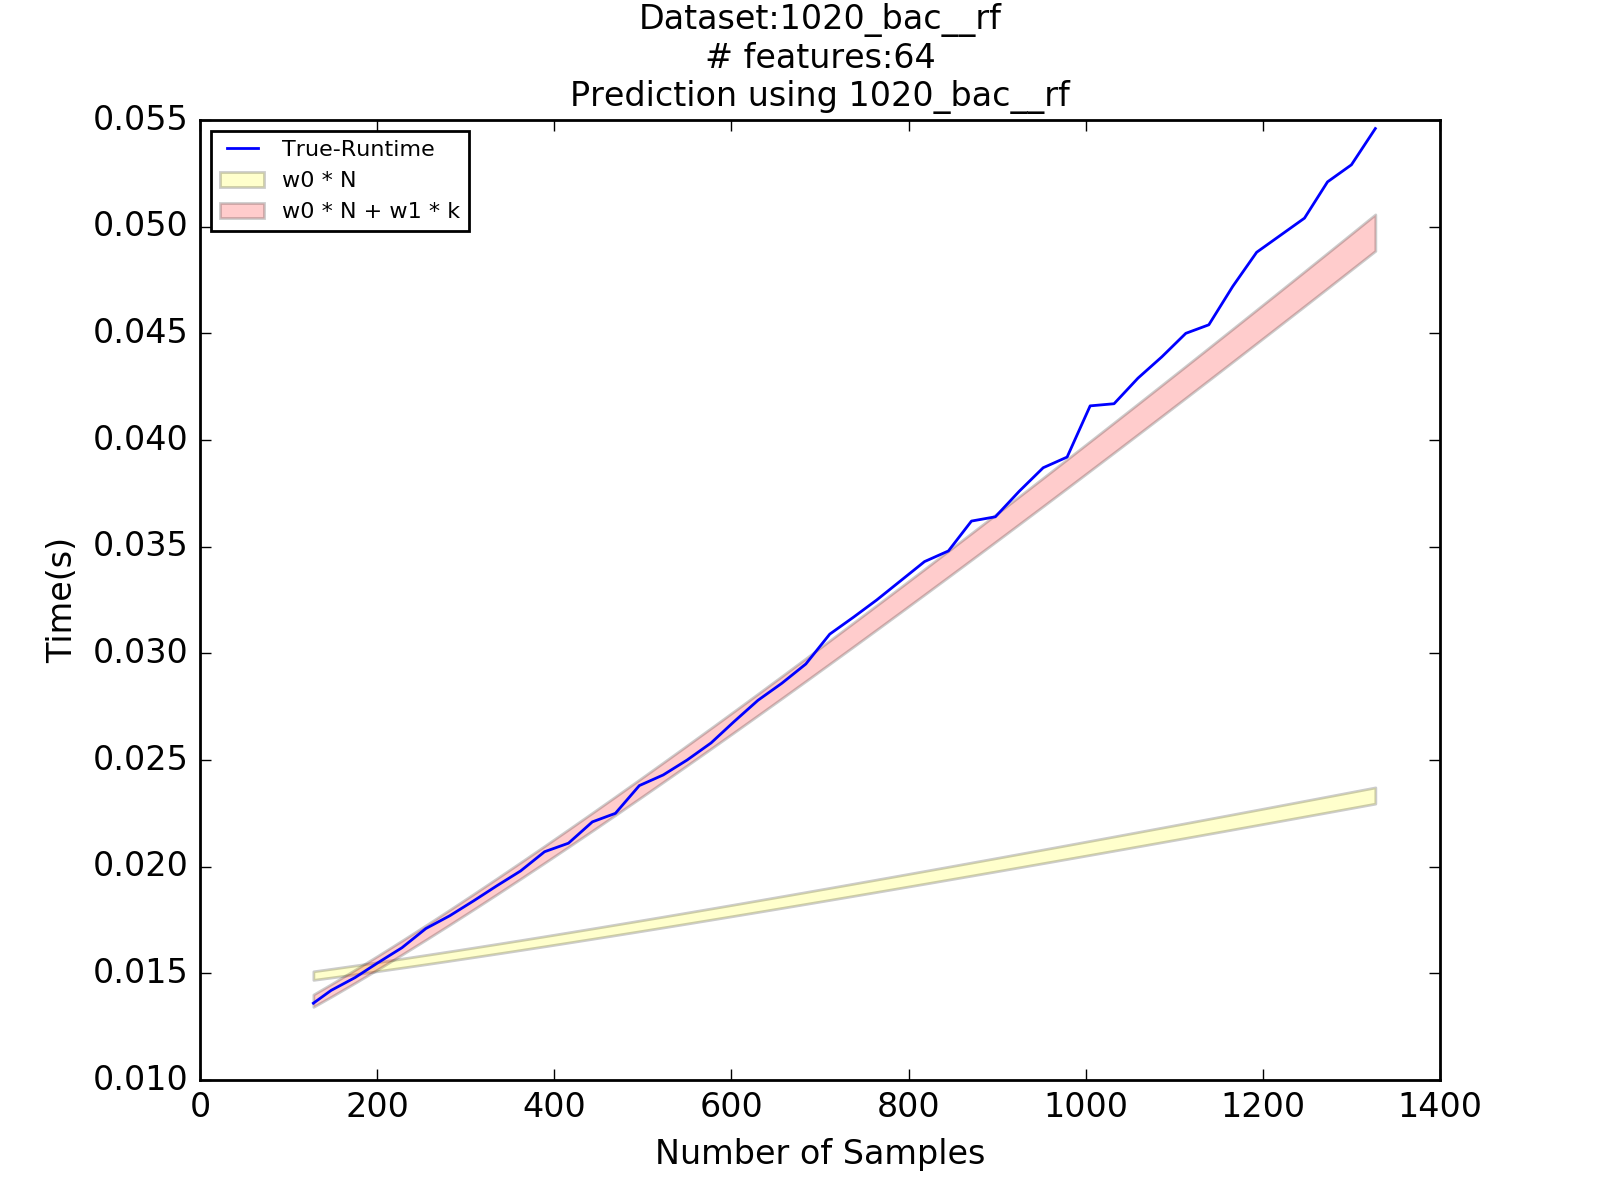 Dataset:1020_bac__rf
# features:64
Prediction using 1020_bac__rf
0.055
0.050
0.045
0.040
0.035
0.030
0.025
0.020
0.015
0.010
True-Runtime
w0 * N
w0 * N + w1 * k
Time(s)
0 200 400 600 800 1000 1200 1400
Number of Samples